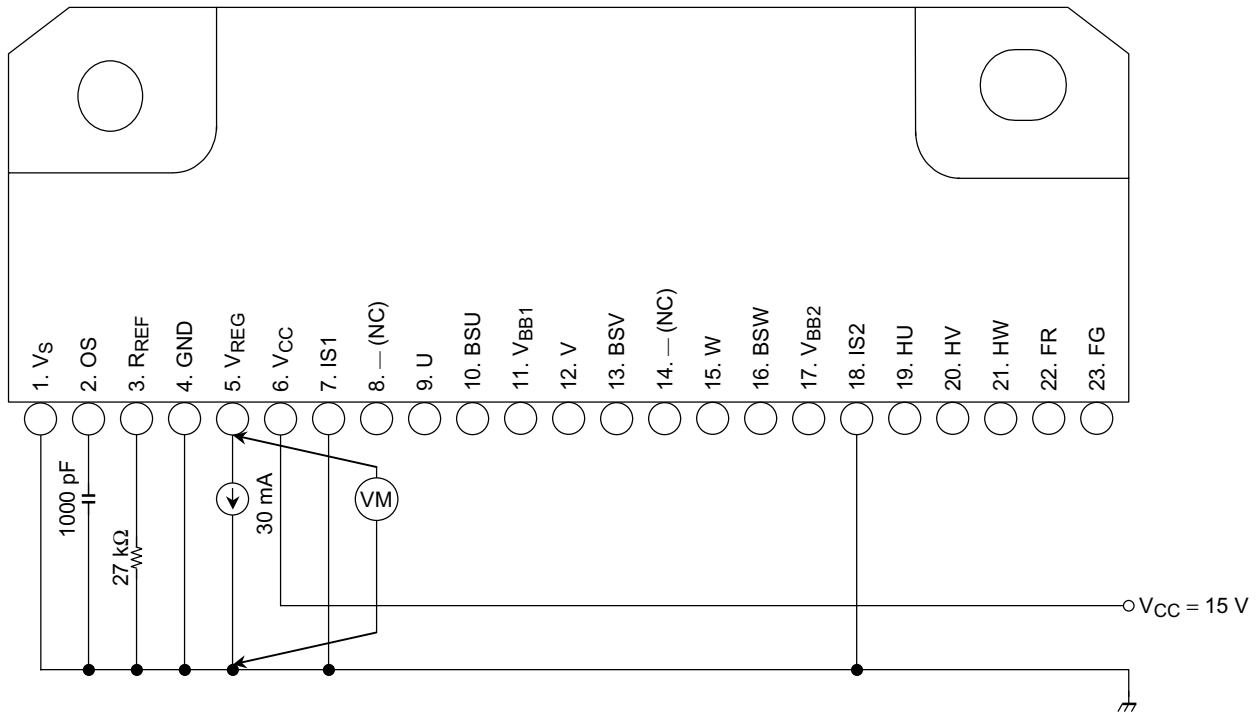 1. VS
2. OS
3. RREF
4. GND
5. VREG
6. VCC
7. IS1
8. — (NC)
9. U
10. BSU
11. VBB1
12. V
13. BSV
14. — (NC)
15. W
16. BSW
17. VBB2
18. IS2
19. HU
20. HV
21. HW
22. FR
23. FG
1000 pF
27 kΩ
30 mA
VM
VCC = 15 V